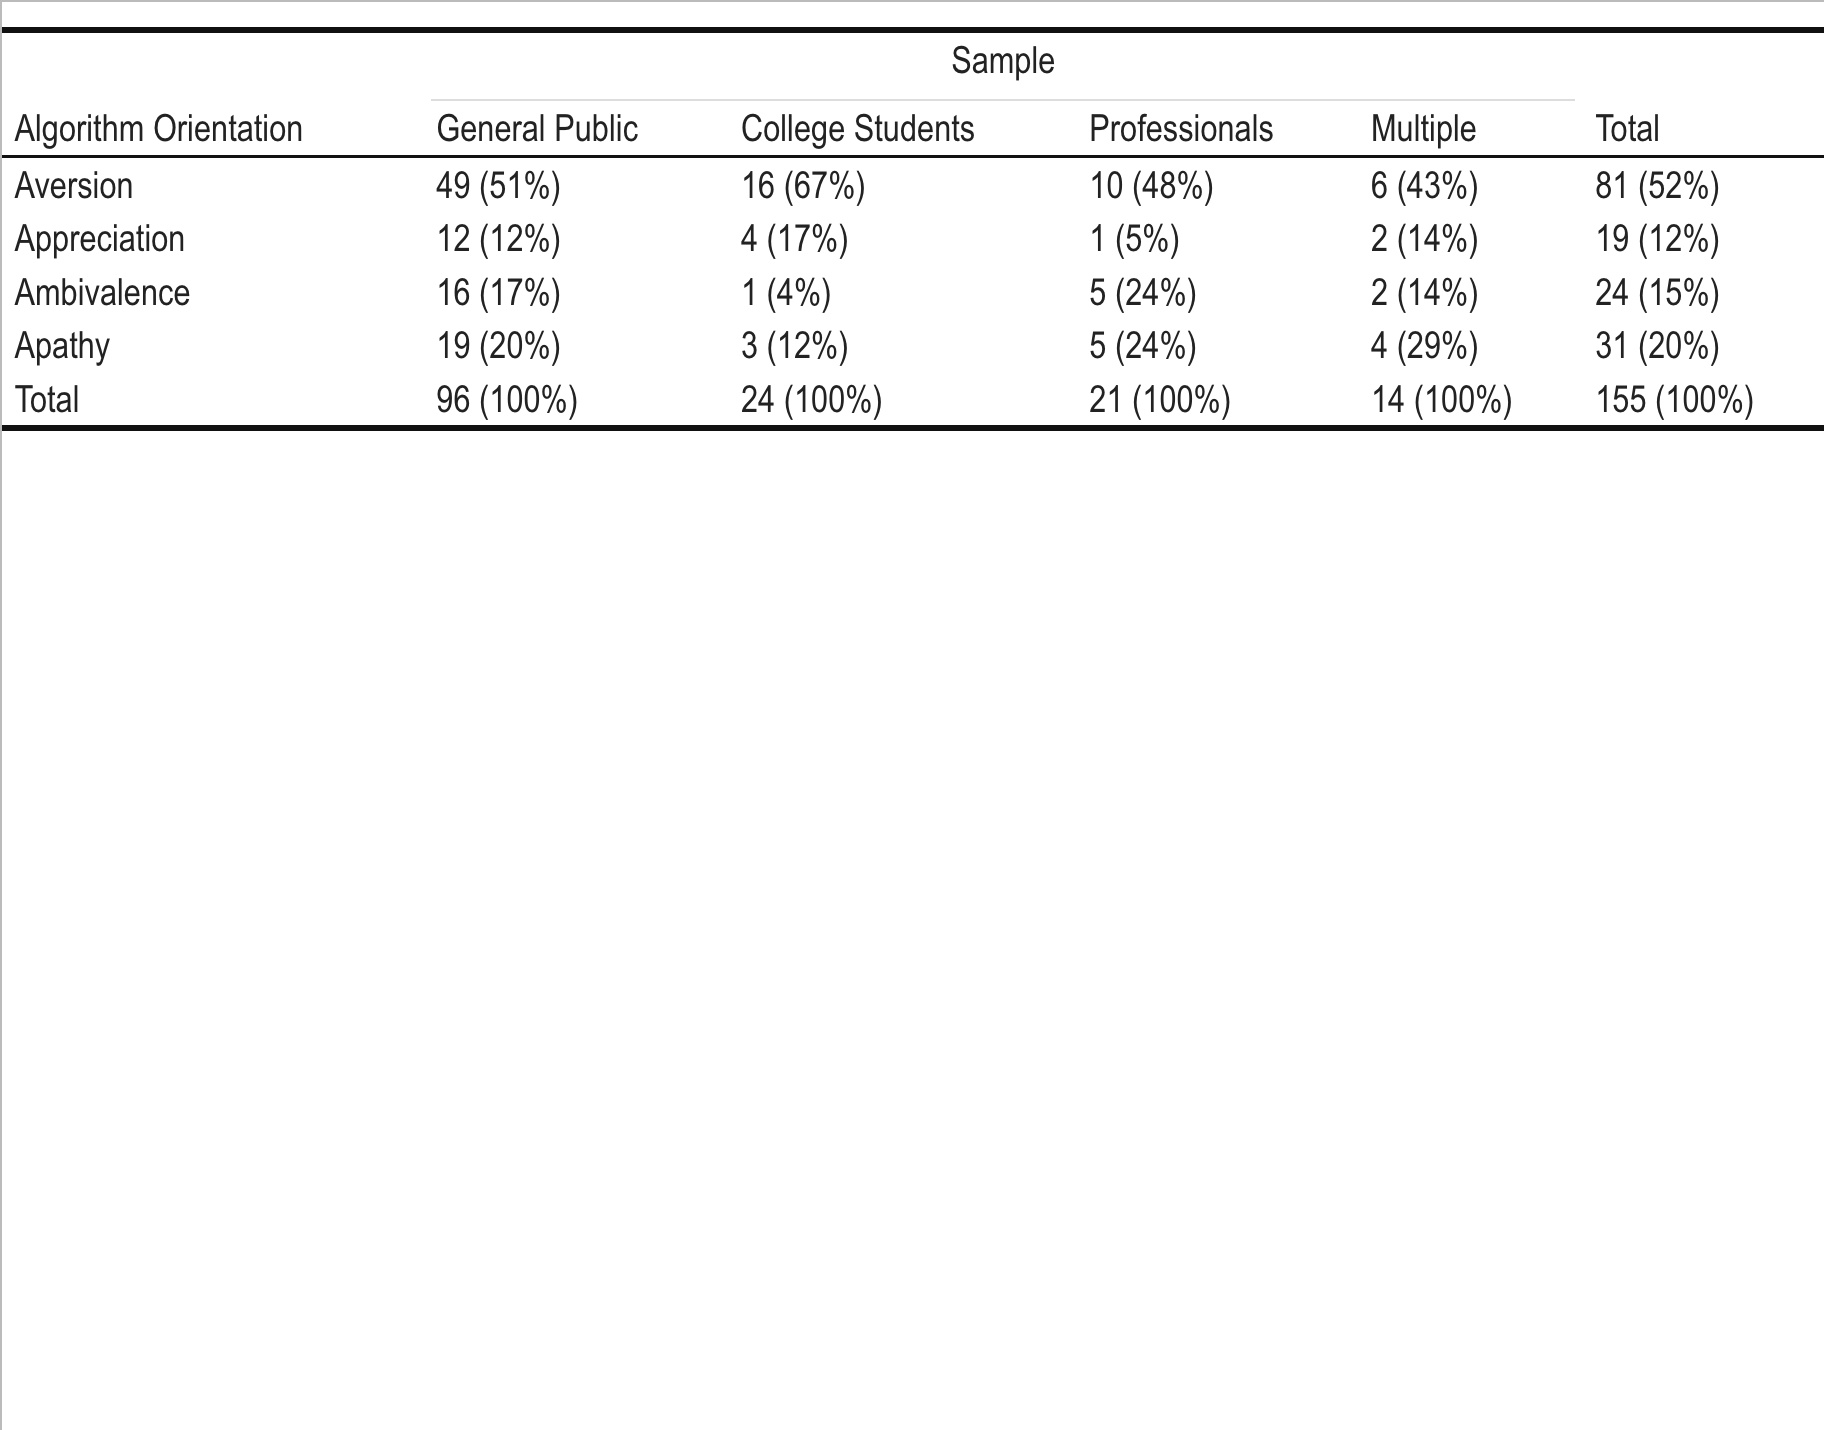 Sample
Algorithm Orientation General Public College Students Professionals Multiple Total
Aversion 49 (51%) 16 (67%) 10 (48%) 6 (43%) 81 (52%)
Appreciation 12 (12%) 4 (17%) 1 (5%) 2 (14%) 19 (12%)
Ambivalence 16 (17%) 1 (4%) 5 (24%) 2 (14%) 24 (15%)
Apathy 19 (20%) 3 (12%) 5 (24%) 4 (29%) 31 (20%)
Total 96 (100%) 24 (100%) 21 (100%) 14 (100%) 155 (100%)